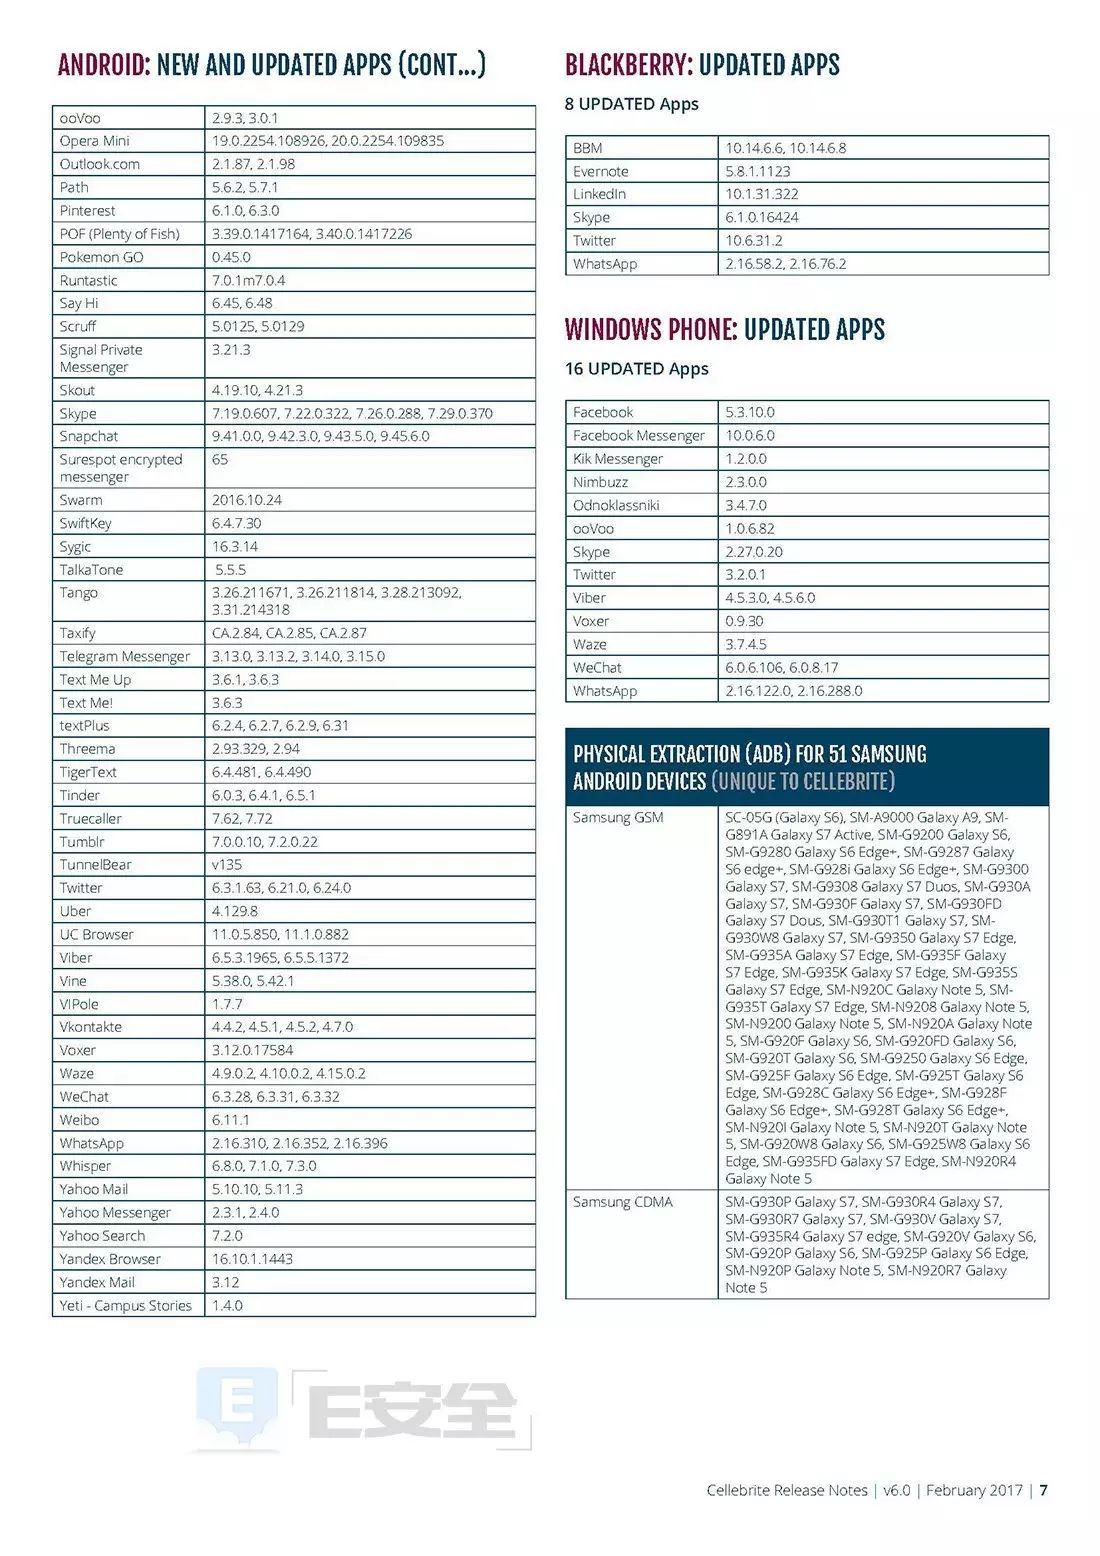 ANDROID: NEW AND UPDATED APPS (CONT...)
ooVoo 2.9.3, 3.0.1
Opera Mini 19.0.2254.108926, 20.0.2254.109835
Outlook.com 2.1.87, 2.1.98
Path 5.6.2, 5.7.1
Pinterest 6.1.0, 6.3.0
POF (Plenty of Fish) 3.39.0.1417164, 3.40.0.1417226
Pokemon GO 0.45.0
Runtastic 7.0.1m7.0.4
Say Hi 6.45, 6.48
Scruff 5.0125, 5.0129
Signal Private 3.21.3
Messenger
Skout 4.19.10, 4.21.3
Skype 7.19.0.607, 7.22.0.322, 7.26.0.288, 7.29.0.370
Snapchat 9.41.0.0, 9.42.3.0, 9.43.5.0, 9.45.6.0
Surespot encrypted 65
messenger
Swarm 2016.10.24
SwiftKey 6.4.7.30
Sygic 16.3.14
TalkaTone 5.5.5
Tango 3.26.211671, 3.26.211814, 3.28.213092,
3.31.214318
Taxify CA.2.84, CA.2.85, CA.2.87
Telegram Messenger 3.13.0, 3.13.2, 3.14.0, 3.15.0
Text Me Up 3.6.1, 3.6.3
Text Me! 3.6.3
textPlus 6.2.4, 6.2.7, 6.2.9, 6.31
Threema 2.93.329, 2.94
TigerText 6.4.481, 6.4.490
Tinder 6.0.3, 6.4.1, 6.5.1
Truecaller 7.62, 7.72
Tumblr 7.0.0.10, 7.2.0.22
TunnelBear v135
Twitter 6.3.1.63, 6.21.0, 6.24.0
Uber 4.129.8
UC Browser 11.0.5.850, 11.1.0.882
Viber 6.5.3.1965, 6.5.5.1372
Vine 5.38.0, 5.42.1
VIPole 1.7.7
Vkontakte 4.4.2, 4.5.1, 4.5.2, 4.7.0
Voxer 3.12.0.17584
Waze 4.9.0.2, 4.10.0.2, 4.15.0.2
WeChat 6.3.28, 6.3.31, 6.3.32
Weibo 6.11.1
WhatsApp 2.16.310, 2.16.352, 2.16.396
Whisper 6.8.0, 7.1.0, 7.3.0
Yahoo Mail 5.10.10, 5.11.3
Yahoo Messenger 2.3.1, 2.4.0
Yahoo Search 7.2.0
Yandex Browser 16.10.1.1443
Yandex Mail 3.12
Yeti - Campus Stories 1.4.0
BLACKBERRY: UPDATED APPS
8 UPDATED Apps
BBM 10.14.6.6, 10.14.6.8
Evernote 5.8.1.1123
LinkedIn 10.1.31.322
Skype 6.1.0.16424
Twitter 10.6.31.2
WhatsApp 2.16.58.2, 2.16.76.2
WINDOWS PHONE: UPDATED APPS
16 UPDATED Apps
Facebook 5.3.10.0
Facebook Messenger 10.0.6.0
Kik Messenger 1.2.0.0
Nimbuzz 2.3.0.0
Odnoklassniki 3.4.7.0
ooVoo 1.0.6.82
Skype 2.27.0.20
Twitter 3.2.0.1
Viber 4.5.3.0, 4.5.6.0
Voxer 0.9.30
Waze 3.7.4.5
WeChat 6.0.6.106, 6.0.8.17
WhatsApp 2.16.122.0, 2.16.288.0
PHYSICAL EXTRACTION (ADB) FOR 51 SAMSUNG
ANDROID DEVICES (UNIQUE TO CELLEBRITE)
Samsung GSM SC-05G (Galaxy S6), SM-A9000 Galaxy A9, SM-
G891A Galaxy S7 Active, SM-G9200 Galaxy S6,
SM-G9280 Galaxy S6 Edge+, SM-G9287 Galaxy
S6 edge+, SM-G928i Galaxy S6 Edge+, SM-G9300
Galaxy S7, SM-G9308 Galaxy S7 Duos, SM-G930A
Galaxy S7, SM-G930F Galaxy S7, SM-G930FD
Galaxy S7 Dous, SM-G930T1 Galaxy S7, SM-
G930W8 Galaxy S7, SM-G9350 Galaxy S7 Edge,
SM-G935A Galaxy S7 Edge, SM-G935F Galaxy
S7 Edge, SM-G935K Galaxy S7 Edge, SM-G935S
Galaxy S7 Edge, SM-N920C Galaxy Note 5, SM-
G935T Galaxy S7 Edge, SM-N9208 Galaxy Note 5,
SM-N9200 Galaxy Note 5, SM-N920A Galaxy Note
5, SM-G920F Galaxy S6, SM-G920FD Galaxy S6,
SM-G920T Galaxy S6, SM-G9250 Galaxy S6 Edge,
SM-G925F Galaxy S6 Edge, SM-G925T Galaxy S6
Edge, SM-G928C Galaxy S6 Edge+, SM-G928F
Galaxy S6 Edge+, SM-G928T Galaxy S6 Edge+,
SM-N920I Galaxy Note 5, SM-N920T Galaxy Note
5, SM-G920W8 Galaxy S6, SM-G925W8 Galaxy S6
Edge, SM-G935FD Galaxy S7 Edge, SM-N920R4
Galaxy Note 5
Samsung CDMA SM-G930P Galaxy S7, SM-G930R4 Galaxy S7,
SM-G930R7 Galaxy S7, SM-G930V Galaxy S7,
SM-G935R4 Galaxy S7 edge, SM-G920V Galaxy S6,
SM-G920P Galaxy S6, SM-G925P Galaxy S6 Edge,
SM-N920P Galaxy Note 5, SM-N920R7 Galaxy
Note 5
E E安全
Cellebrite Release Notes | v6.0 | February 2017 | 7